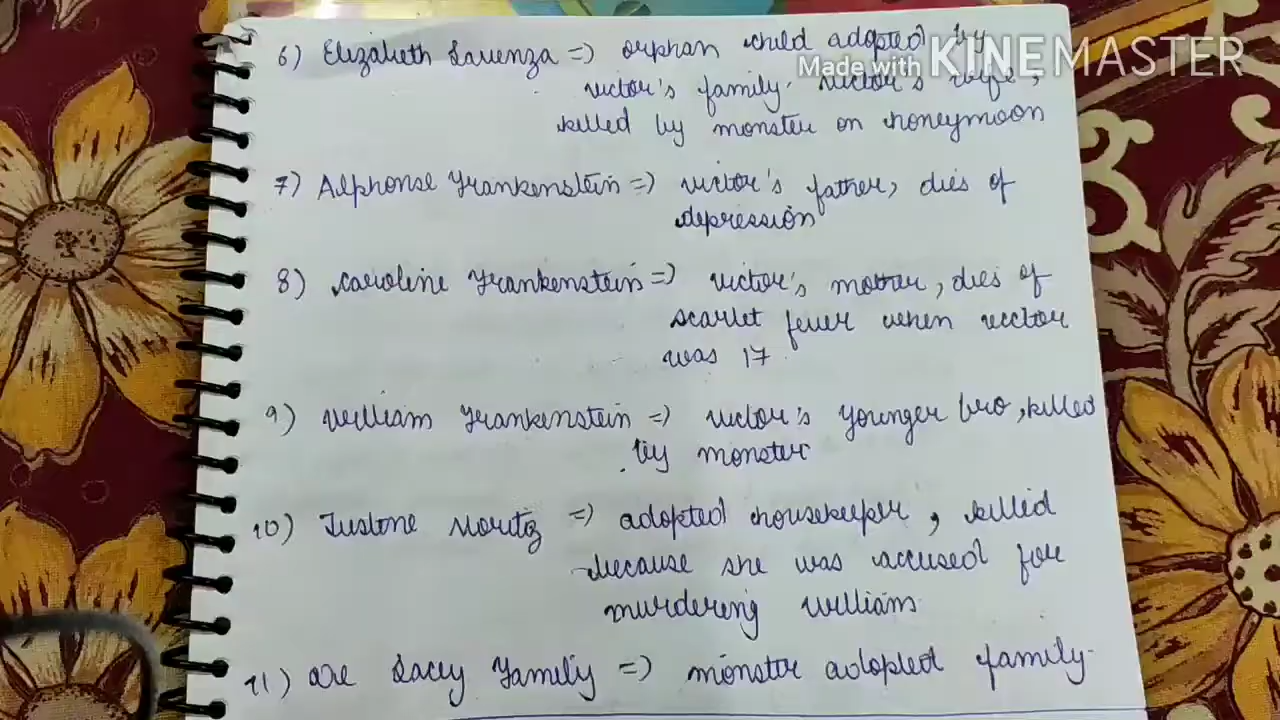 6) Elizabeth Lavenza => orphan child adopted by
Made with KINEMASTER
victor's family. victor's wife,
killed by monster on honeymoon
7) Alphonse Frankenstein => victor's father, dies of
depression
8) Caroline Frankenstein => victor's mother, dies of
scarlet fever when victor
was 17.
9) William Frankenstein => victor's younger bro, killed
by monster
10) Justine Moritz => adopted housekeeper, killed
because she was accused for
murdering William
11) De Lacey Family => monster adopted family.